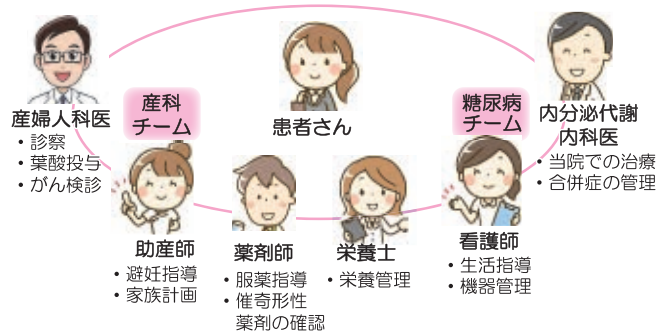 産婦人科医
・診察
・葉酸投与
・がん検診
産科
チーム
患者さん
糖尿病
チーム
内分泌代謝
内科医
・当院での治療
・合併症の管理
助産師
・避妊指導
・家族計画
薬剤師
・服薬指導
・催奇形性
薬剤の確認
栄養士
・栄養管理
看護師
・生活指導
・機器管理